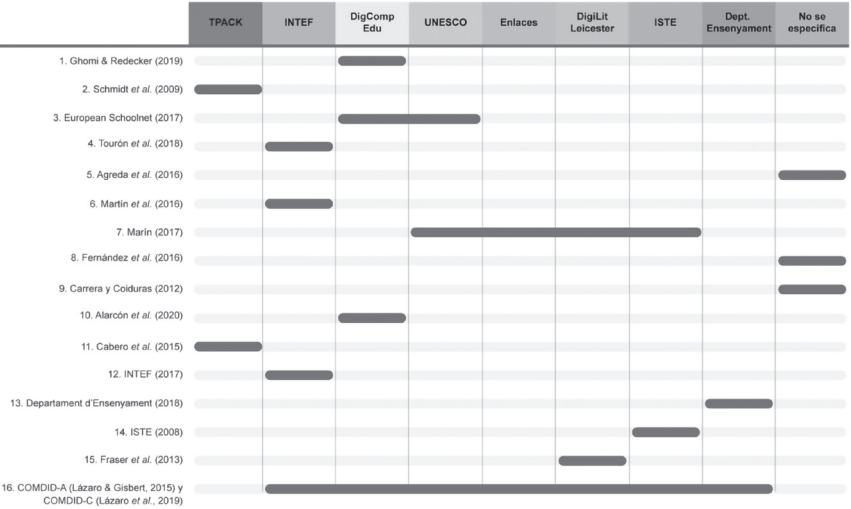 TPACK
INTEF
DigComp
Edu
UNESCO
Enlaces
DigiLit
Leicester
ISTE
Dept.
Ensenyament
No se
especifica
1. Ghomi & Redecker (2019)
2. Schmidt et al. (2009)
3. European Schoolnet (2017)
4. Tourón et al. (2018)
5. Agreda et al. (2016)
6. Martin et al. (2016)
7. Marín (2017)
8. Fernández et al. (2016)
9. Carrera y Coiduras (2012)
10. Alarcón et al. (2020)
11. Cabero et al. (2015)
12. INTEF (2017)
13. Departament d'Ensenyament (2018)
14. ISTE (2008)
15. Fraser et al. (2013)
16. COMDID-A (Lázaro & Gisbert, 2015) y
COMDID-C (Lázaro et al., 2019)